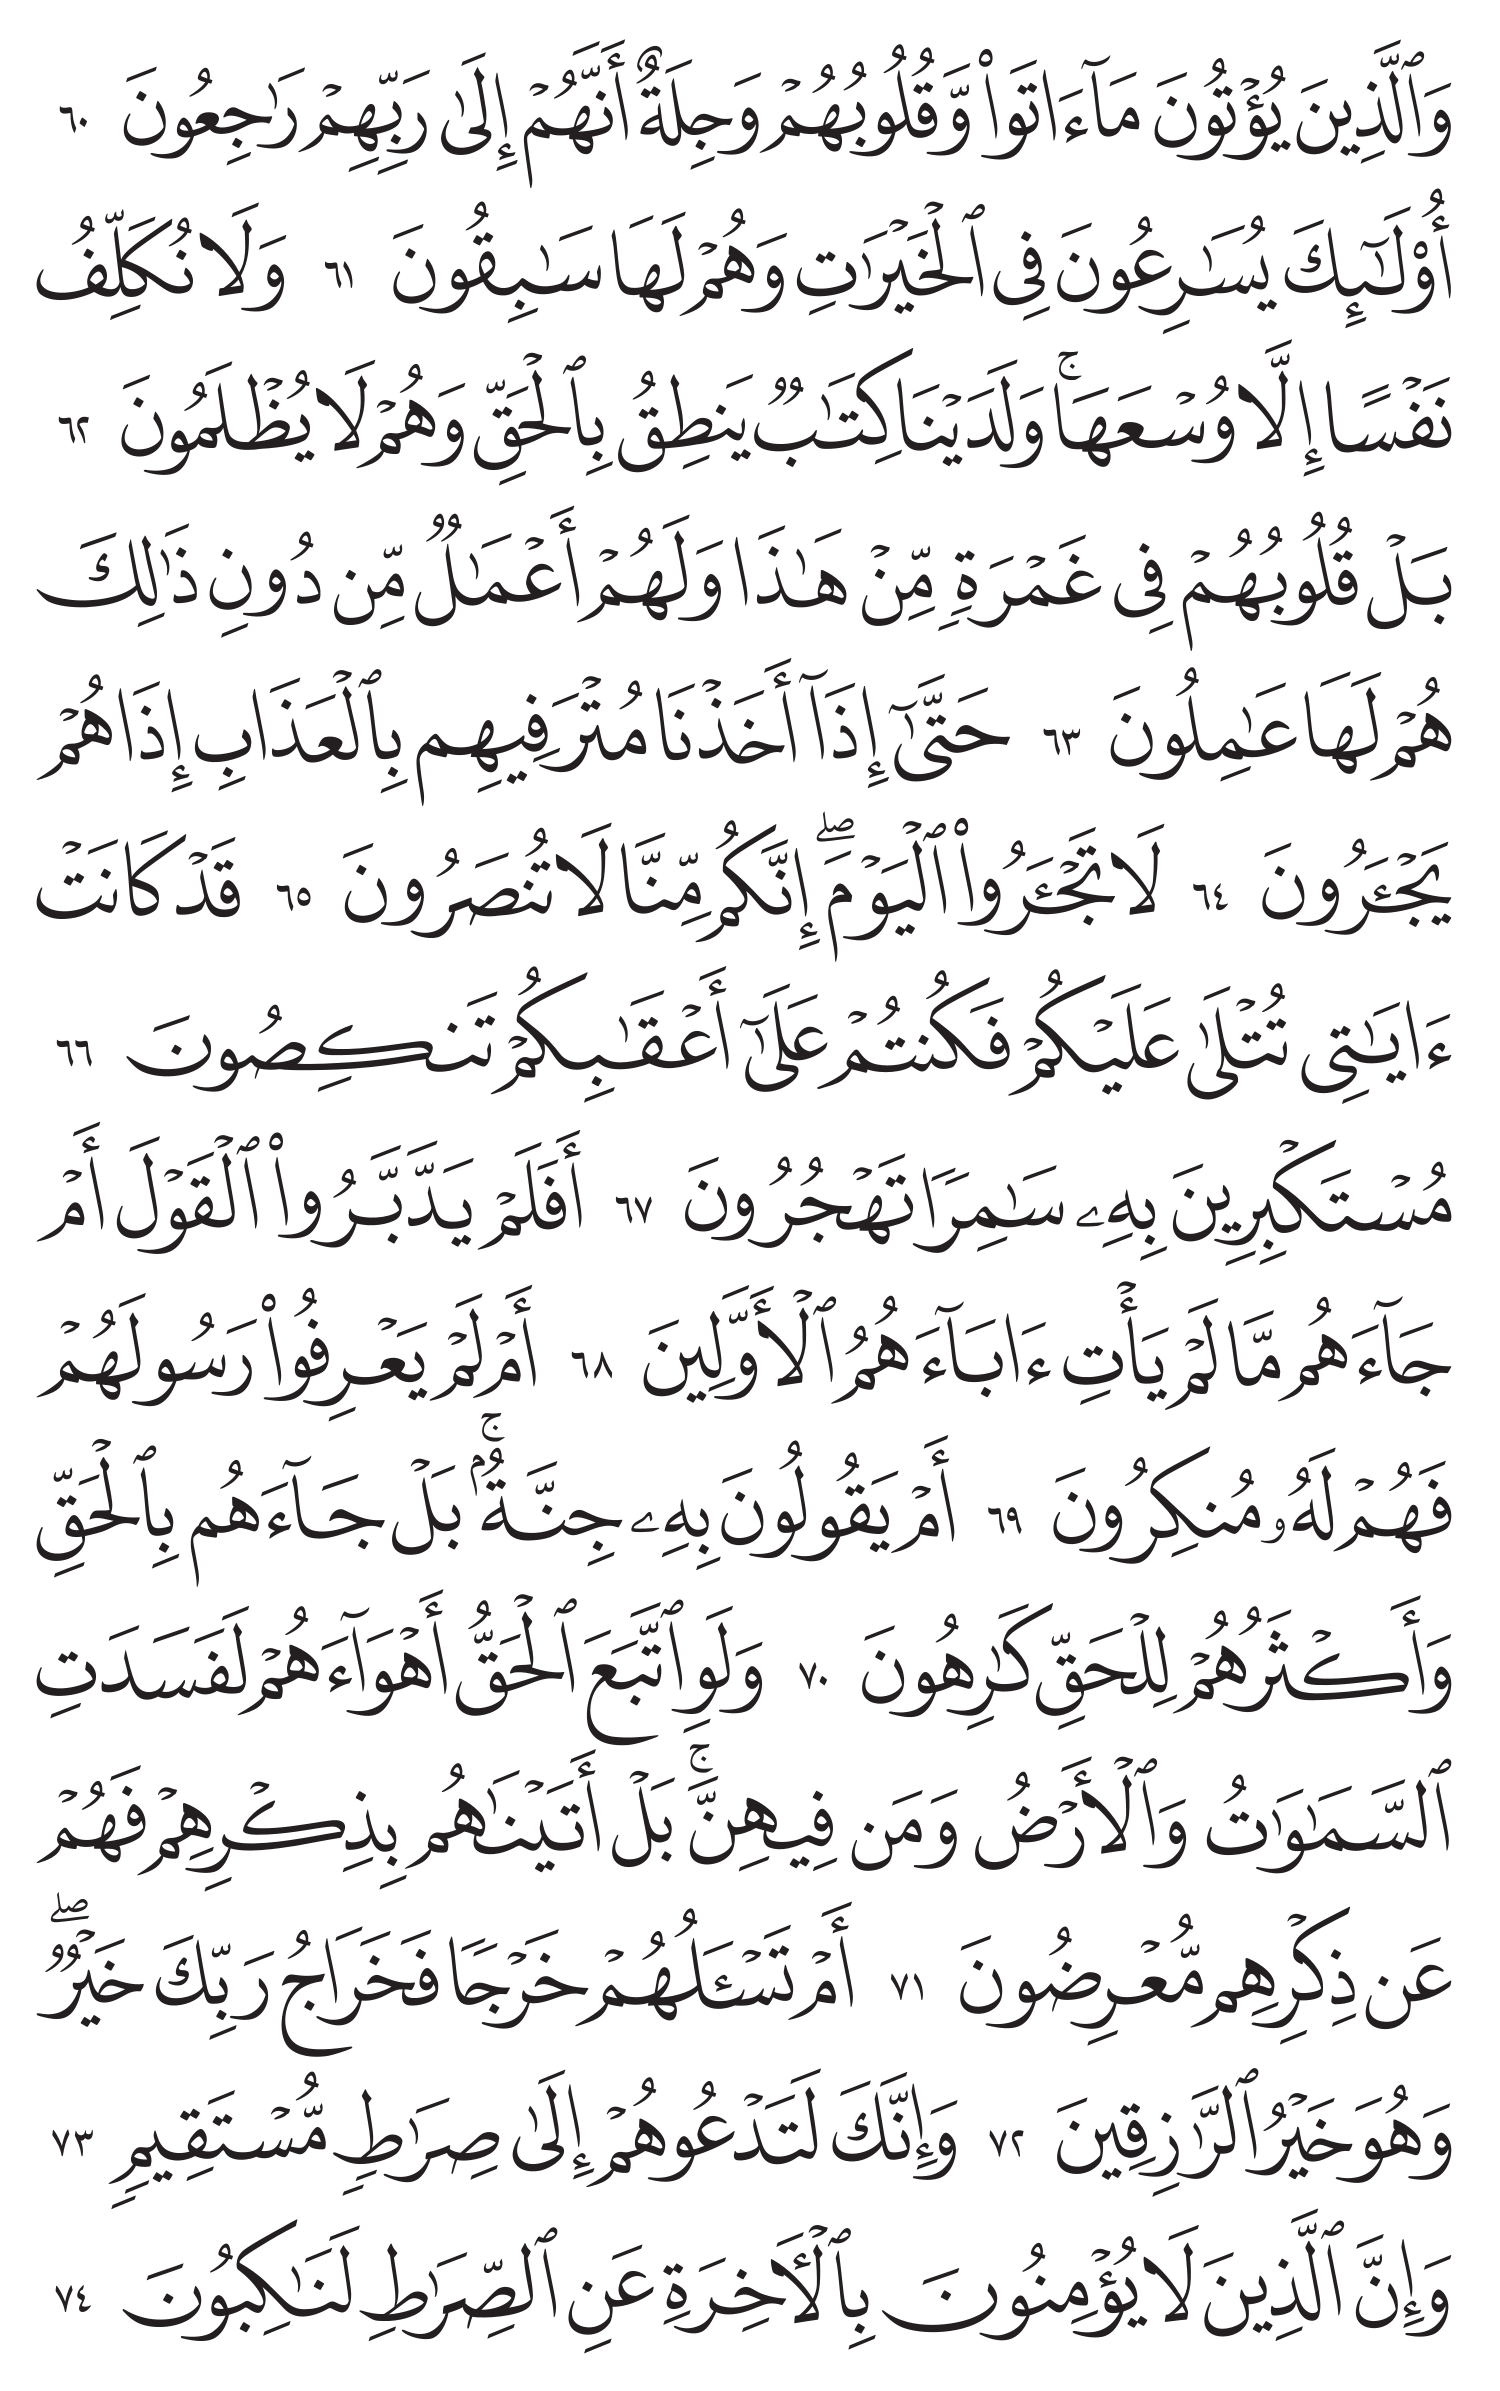 وَٱلَّذِينَ يُؤۡتُونَ مَآ ءَاتَواْ وَّقُلُوبُهُمۡ وَجِلَةٌ أَنَّهُمۡ إِلَىٰ رَبِّهِمۡ رَٰجِعُونَ ٦٠
أُوْلَٰٓئِكَ يُسَٰرِعُونَ فِي ٱلۡخَيۡرَٰتِ وَهُمۡ لَهَا سَٰبِقُونَ ٦١ وَلَا نُكَلِّفُ
نَفۡسًا إِلَّا وُسۡعَهَاۚ وَلَدَيۡنَا كِتَٰبٞ يَنطِقُ بِٱلۡحَقِّ وَهُمۡ لَا يُظۡلَمُونَ ٦٢
بَلۡ قُلُوبُهُمۡ فِي غَمۡرَةٖ مِّنۡ هَٰذَا وَلَهُمۡ أَعۡمَٰلٞ مِّن دُونِ ذَٰلِكَ
هُمۡ لَهَا عَٰمِلُونَ ٦٣ حَتَّىٰٓ إِذَآ أَخَذۡنَا مُتۡرَفِيهِم بِٱلۡعَذَابِ إِذَا هُمۡ
يَجۡـَٔرُونَ ٦٤ لَا تَجۡـَٔرُواْ ٱلۡيَوۡمَۖ إِنَّكُم مِّنَّا لَا تُنصَرُونَ ٦٥ قَدۡ كَانَتۡ
ءَايَٰتِي تُتۡلَىٰ عَلَيۡكُمۡ فَكُنتُمۡ عَلَىٰٓ أَعۡقَٰبِكُمۡ تَنكِصُونَ ٦٦
مُسۡتَكۡبِرِينَ بِهِۦ سَٰمِرٗا تَهۡجُرُونَ ٦٧ أَفَلَمۡ يَدَّبَّرُواْ ٱلۡقَوۡلَ أَمۡ
جَآءَهُم مَّا لَمۡ يَأۡتِ ءَابَآءَهُمُ ٱلۡأَوَّلِينَ ٦٨ أَمۡ لَمۡ يَعۡرِفُواْ رَسُولَهُمۡ
فَهُمۡ لَهُۥ مُنكِرُونَ ٦٩ أَمۡ يَقُولُونَ بِهِۦ جِنَّةُۢۚ بَلۡ جَآءَهُم بِٱلۡحَقِّ
وَأَكۡثَرُهُمۡ لِلۡحَقِّ كَٰرِهُونَ ٧٠ وَلَوِ ٱتَّبَعَ ٱلۡحَقُّ أَهۡوَآءَهُمۡ لَفَسَدَتِ
ٱلسَّمَٰوَٰتُ وَٱلۡأَرۡضُ وَمَن فِيهِنَّۚ بَلۡ أَتَيۡنَٰهُم بِذِكۡرِهِمۡ فَهُمۡ
عَن ذِكۡرِهِم مُّعۡرِضُونَ ٧١ أَمۡ تَسۡـَٔلُهُمۡ خَرۡجٗا فَخَرَاجُ رَبِّكَ خَيۡرٞۖ
وَهُوَ خَيۡرُ ٱلرَّٰزِقِينَ ٧٢ وَإِنَّكَ لَتَدۡعُوهُمۡ إِلَىٰ صِرَٰطٖ مُّسۡتَقِيمٖ ٧٣
وَإِنَّ ٱلَّذِينَ لَا يُؤۡمِنُونَ بِٱلۡأٓخِرَةِ عَنِ ٱلصِّرَٰطِ لَنَٰكِبُونَ ٧٤